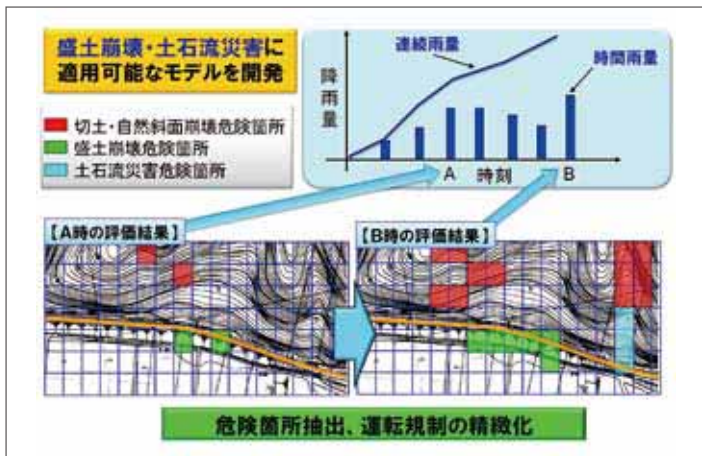 盛土崩壊・土石流災害に
適用可能なモデルを開発
切土・自然斜面崩壊危険箇所
盛土崩壊危険箇所
土石流災害危険箇所
降雨量
連続雨量
時間雨量
A 時刻 B
【A時の評価結果】
【B時の評価結果】
危険箇所抽出、運転規制の精緻化